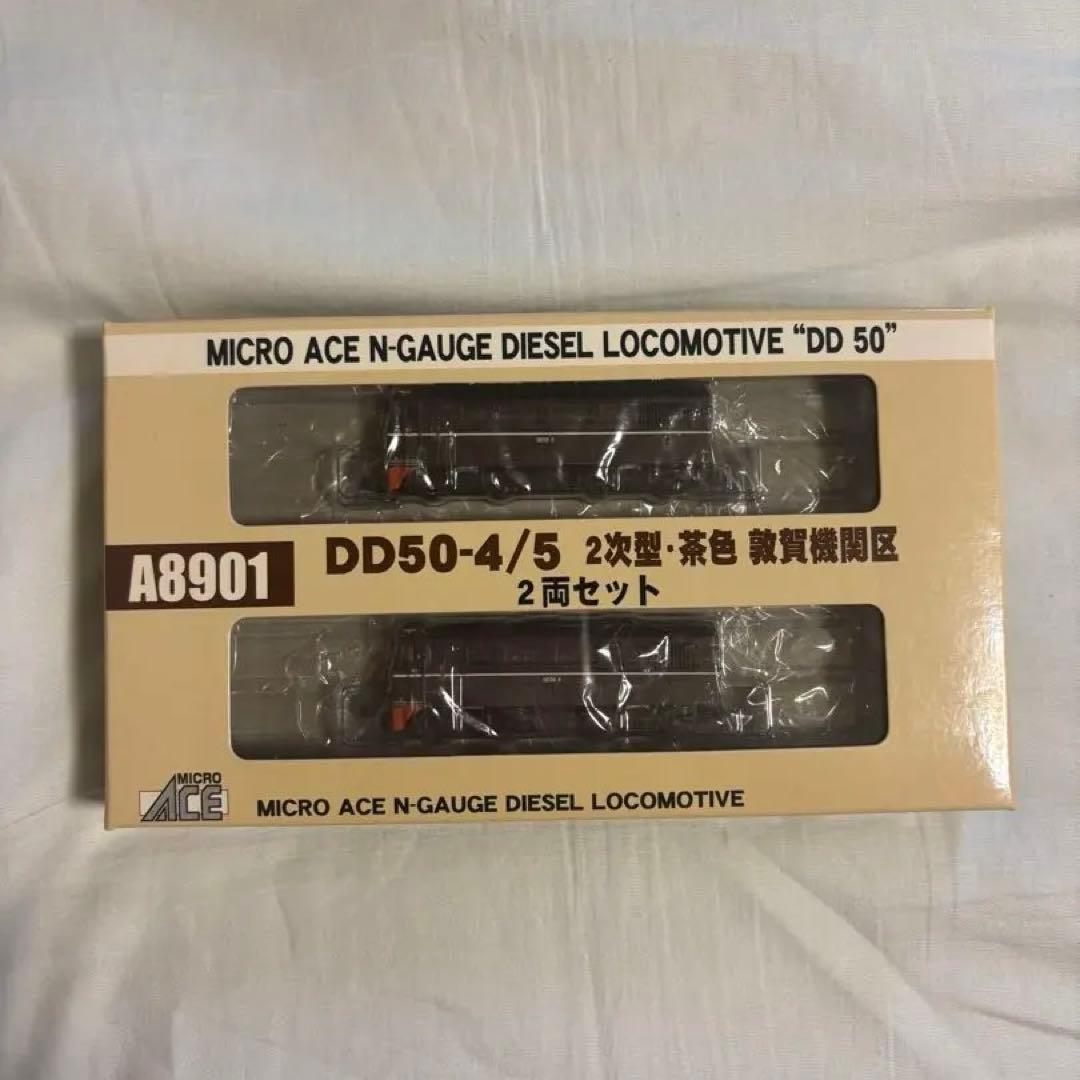 MICRO ACE N-GAUGE DIESEL LOCOMOTIVE “DD 50”
A8901
DD50-4/5 2次型・茶色 敦賀機関区
2両セット
MICRO ACE
MICRO ACE N-GAUGE DIESEL LOCOMOTIVE